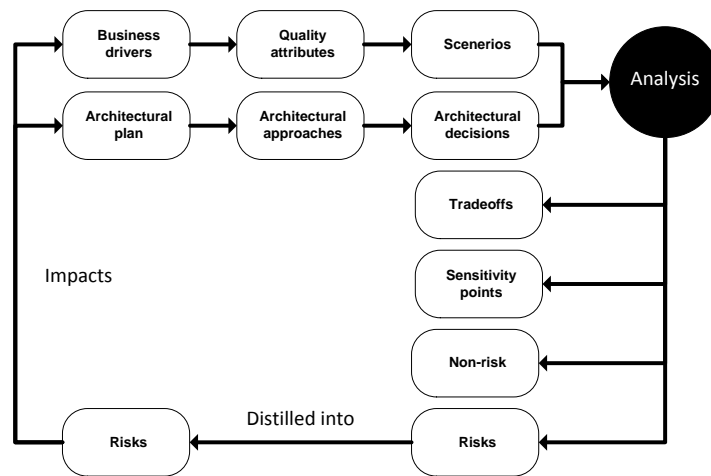 Business
drivers
Quality
attributes
Scenerios
Analysis
Architectural
plan
Architectural
approaches
Architectural
decisions
Tradeoffs
Impacts
Sensitivity
points
Non-risk
Distilled into
Risks
Risks